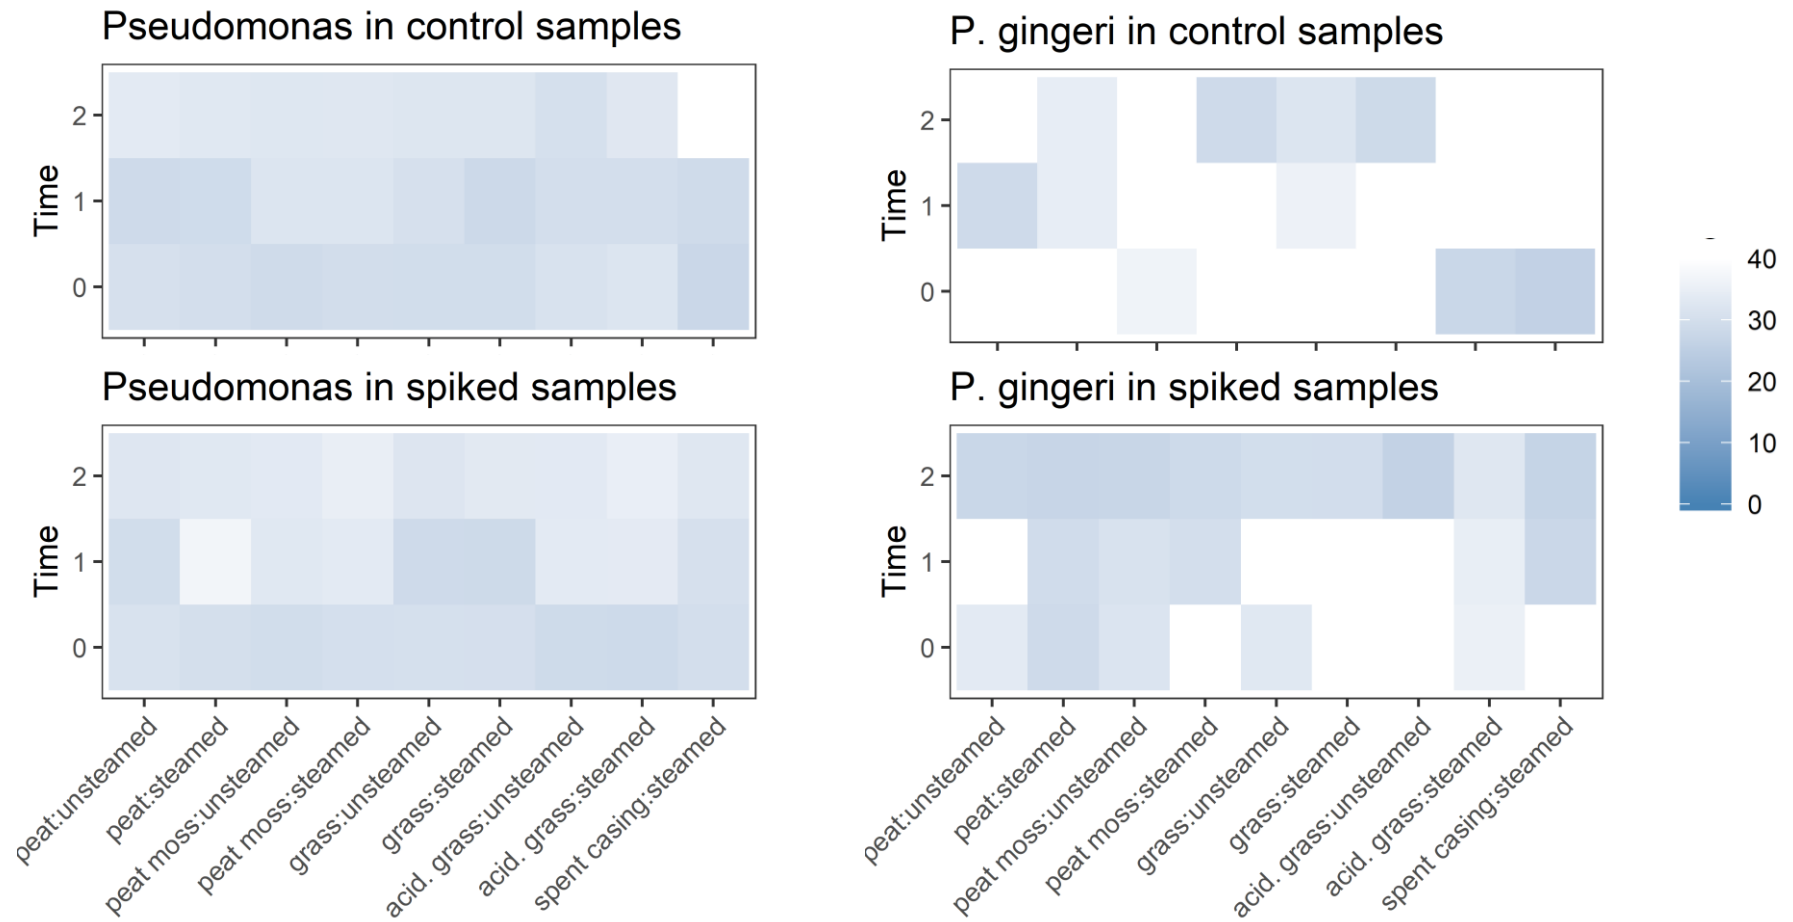 Pseudomonas in control samples
2
1
0
Time
P. gingeri in control samples
2
1
0
Time
Pseudomonas in spiked samples
2
1
0
Time
peat:unsteamed
peat:steamed
peat moss:unsteamed
peat moss:steamed
grass:unsteamed
grass:steamed
acid. grass:unsteamed
acid. grass:steamed
spent casing:steamed
P. gingeri in spiked samples
2
1
0
Time
peat:unsteamed
peat:steamed
peat moss:unsteamed
peat moss:steamed
grass:unsteamed
grass:steamed
acid. grass:unsteamed
acid. grass:steamed
spent casing:steamed
40
30
20
10
0